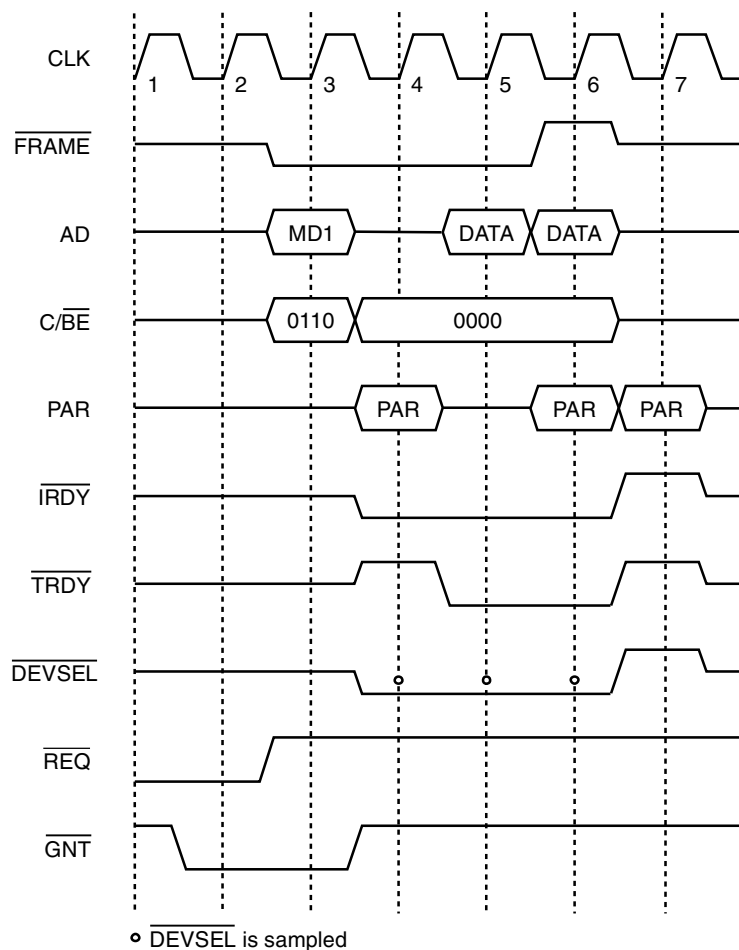 CLK
1 2 3 4 5 6 7
FRAME
AD MD1 DATA DATA
C/BE 0110 0000
PAR PAR PAR PAR
IRDY
TRDY
DEVSEL
REQ
GNT
DEVSEL is sampled